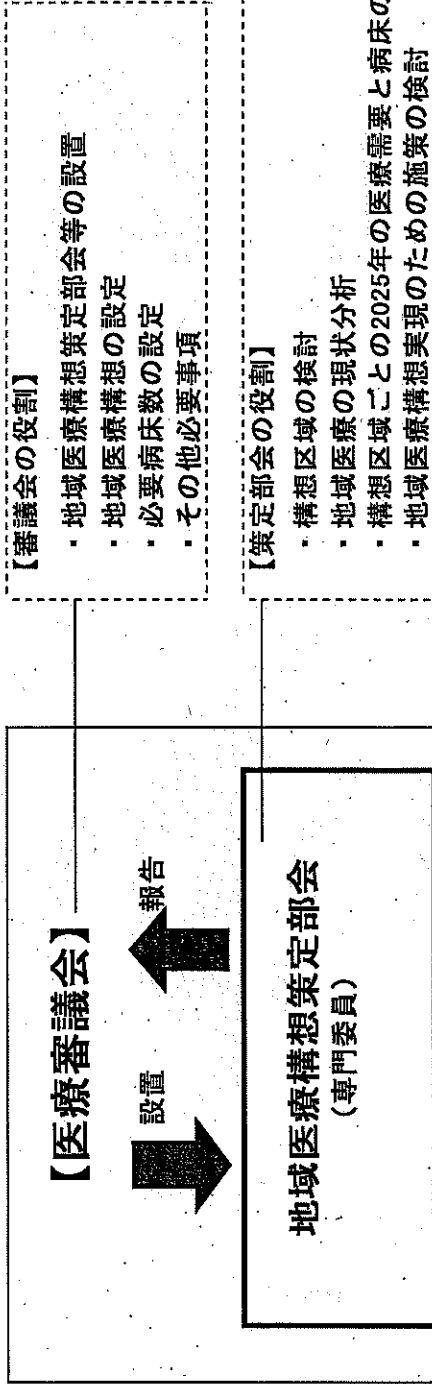 【医療審議会】
設置
報告
地域医療構想策定部会
（専門委員）
【審議会の役割】
・地域医療構想策定部会等の設置
・地域医療構想の設定
・必要病床数の設定
・その他必要事項
【策定部会の役割】
・構想区域の検討
・地域医療の現状分析
・構想区域ごとの2025年の医療需要と病床の
・地域医療構想実現のための施策の検討